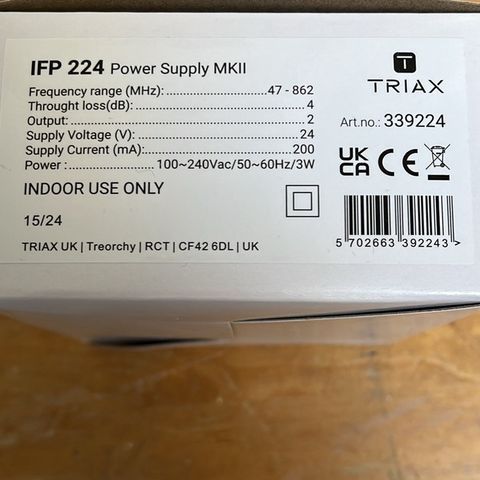 IFP 224 Power Supply MKII
Frequency range (MHz):................................47 - 862
Throught loss(dB):................................................4
Output:.....................................................................2
Supply Voltage (V):.............................................24
Supply Current (mA):.........................................200
Power :........................100~240Vac/50~60Hz/3W
INDOOR USE ONLY
15/24
TRIAX UK | Treorchy | RCT | CF42 6DL | UK
T
TRIAX
Art.no.: 339224
UK
CA CE
5 702663 392243 >